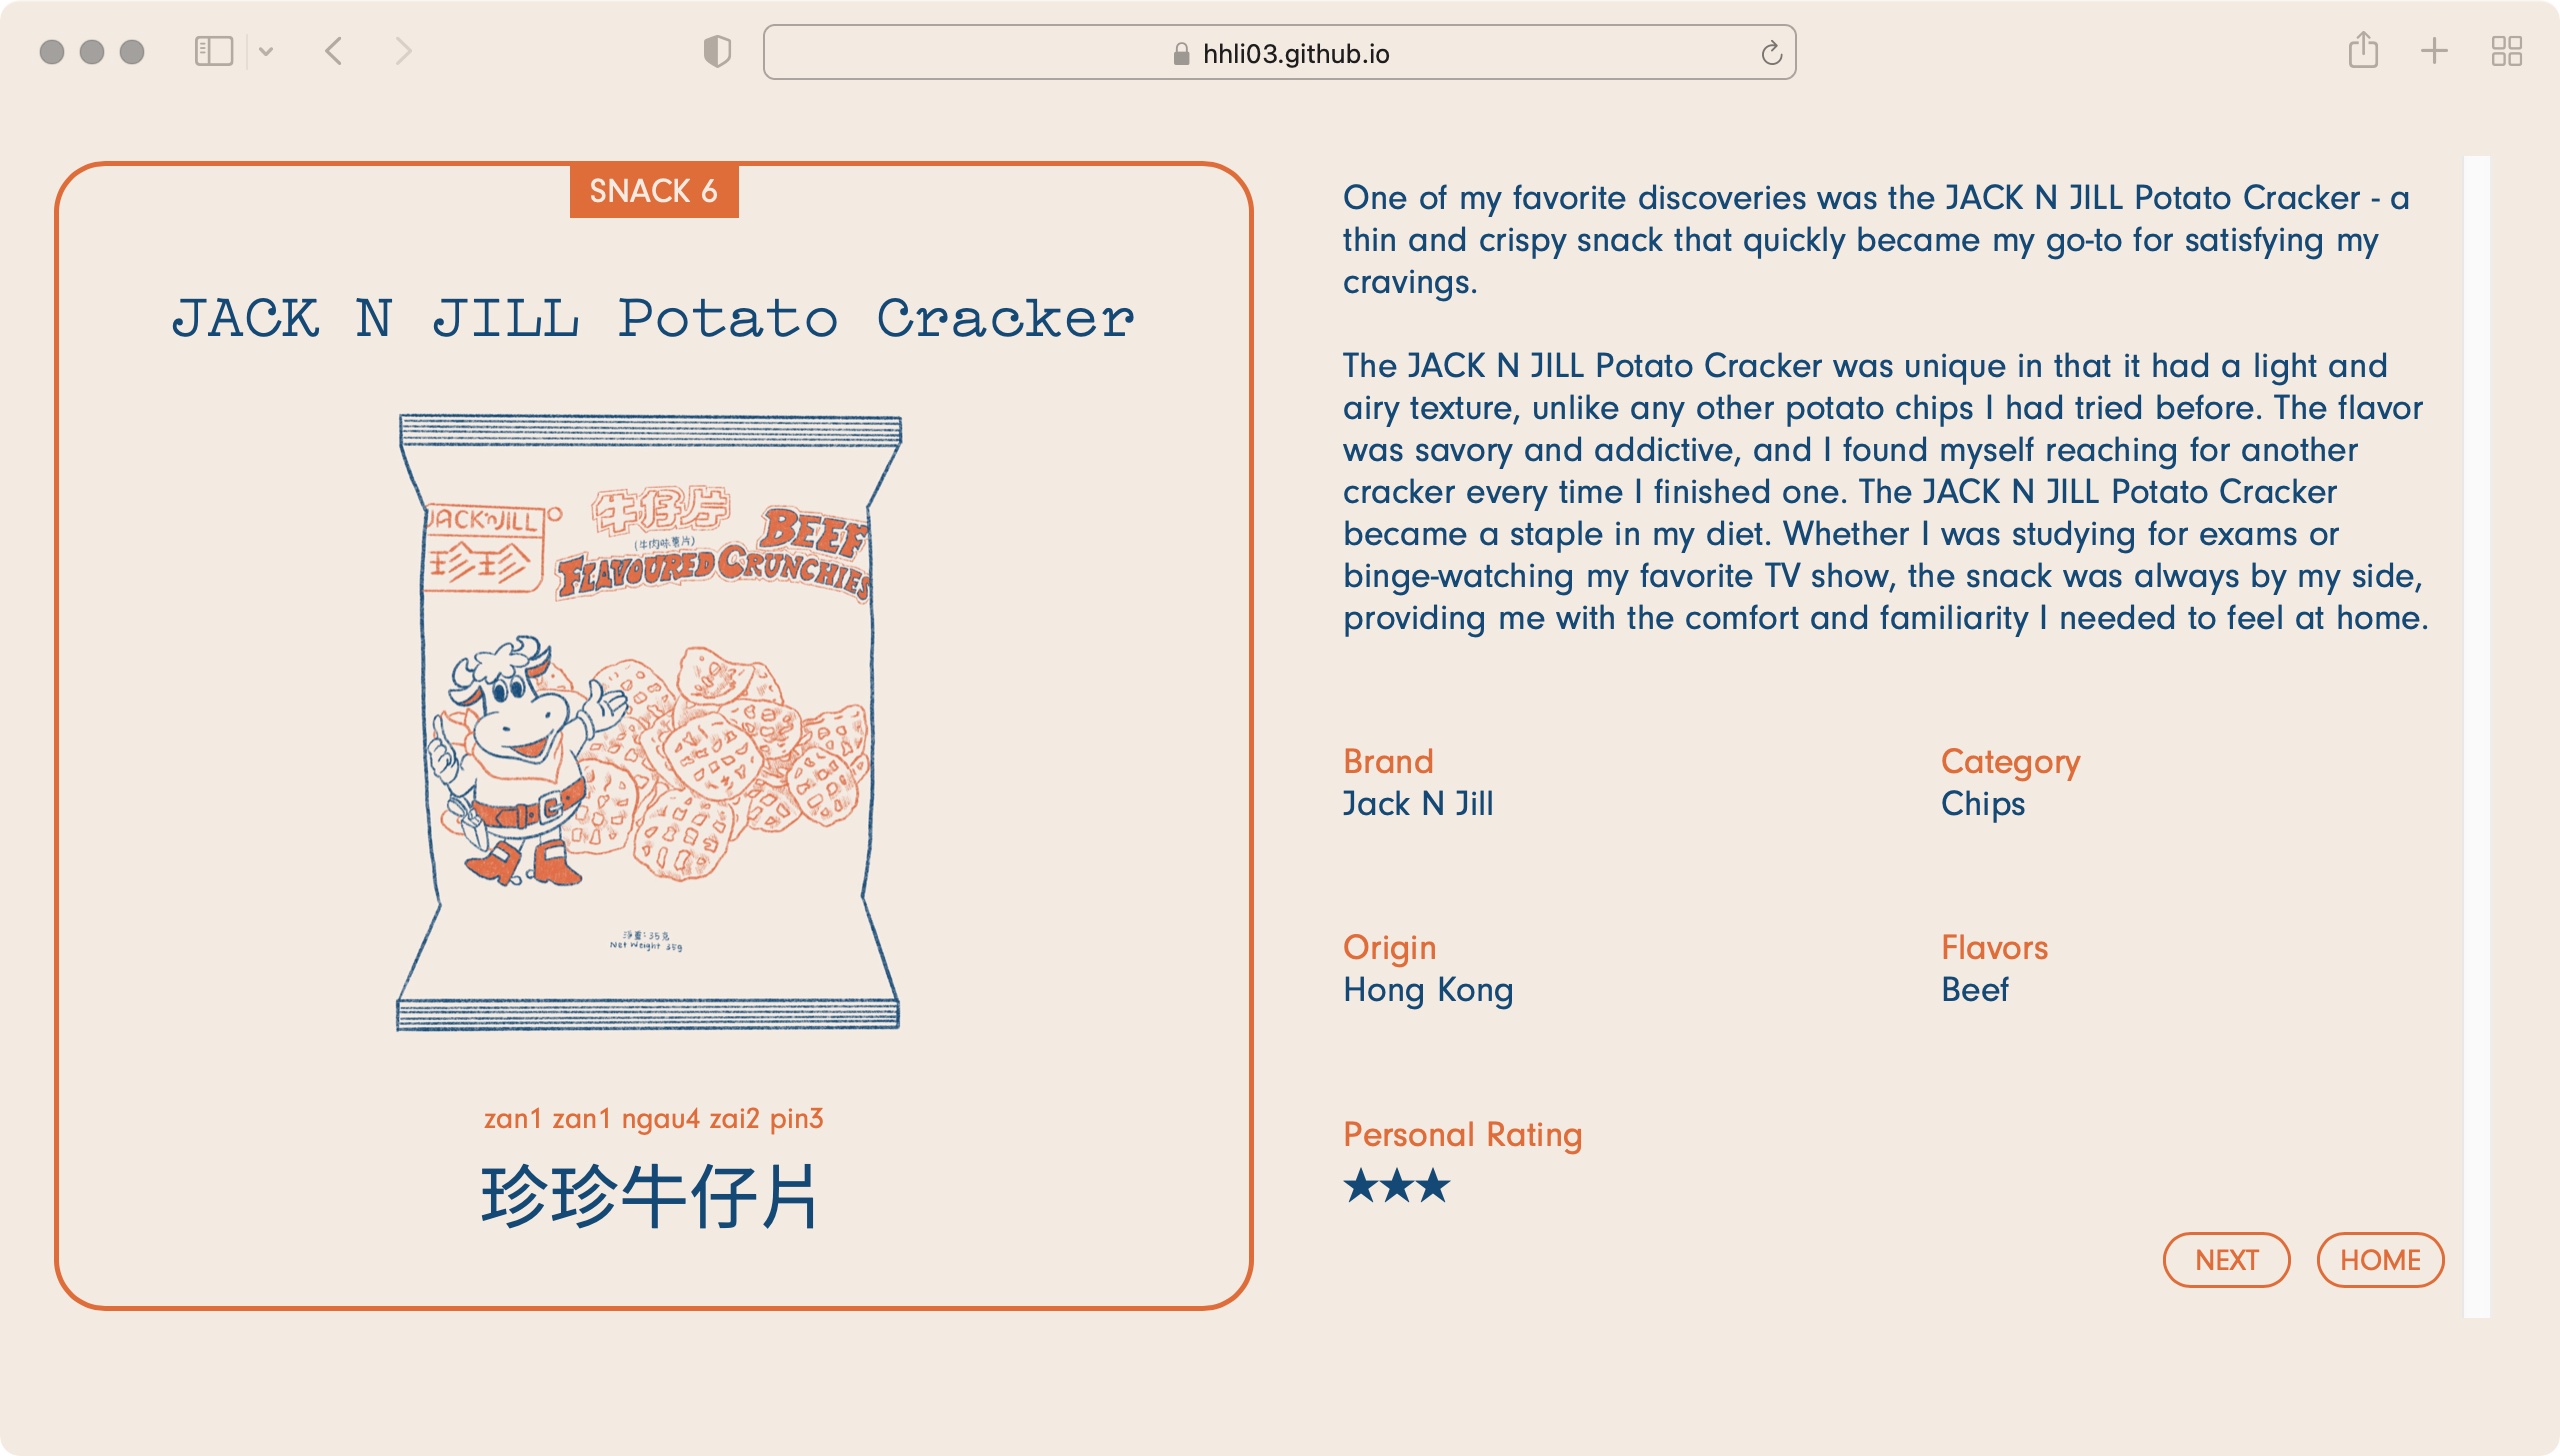 hhli03.github.io
SNACK 6
JACK N JILL Potato Cracker
JACK'nJILL
珍珍
牛仔片
(牛肉味薯片)
BEEF
FLAVOURED CRUNCHIES
淨重:35克
Net Weight 35g
zan1 zan1 ngau4 zai2 pin3
珍珍牛仔片
One of my favorite discoveries was the JACK N JILL Potato Cracker - a
thin and crispy snack that quickly became my go-to for satisfying my
cravings.
The JACK N JILL Potato Cracker was unique in that it had a light and
airy texture, unlike any other potato chips I had tried before. The flavor
was savory and addictive, and I found myself reaching for another
cracker every time I finished one. The JACK N JILL Potato Cracker
became a staple in my diet. Whether I was studying for exams or
binge-watching my favorite TV show, the snack was always by my side,
providing me with the comfort and familiarity I needed to feel at home.
Brand
Jack N Jill
Category
Chips
Origin
Hong Kong
Flavors
Beef
Personal Rating
★★★
NEXT
HOME